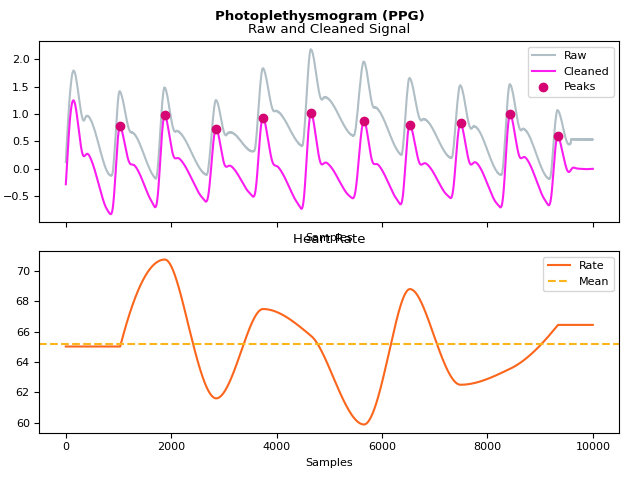 Photoplethysmogram (PPG)
Raw and Cleaned Signal
2.0
1.5
1.0
0.5
0.0
−0.5
Raw
Cleaned
Peaks
Samples
Heart Rate
70
68
66
64
62
60
Rate
Mean
0 2000 4000 6000 8000 10000
Samples